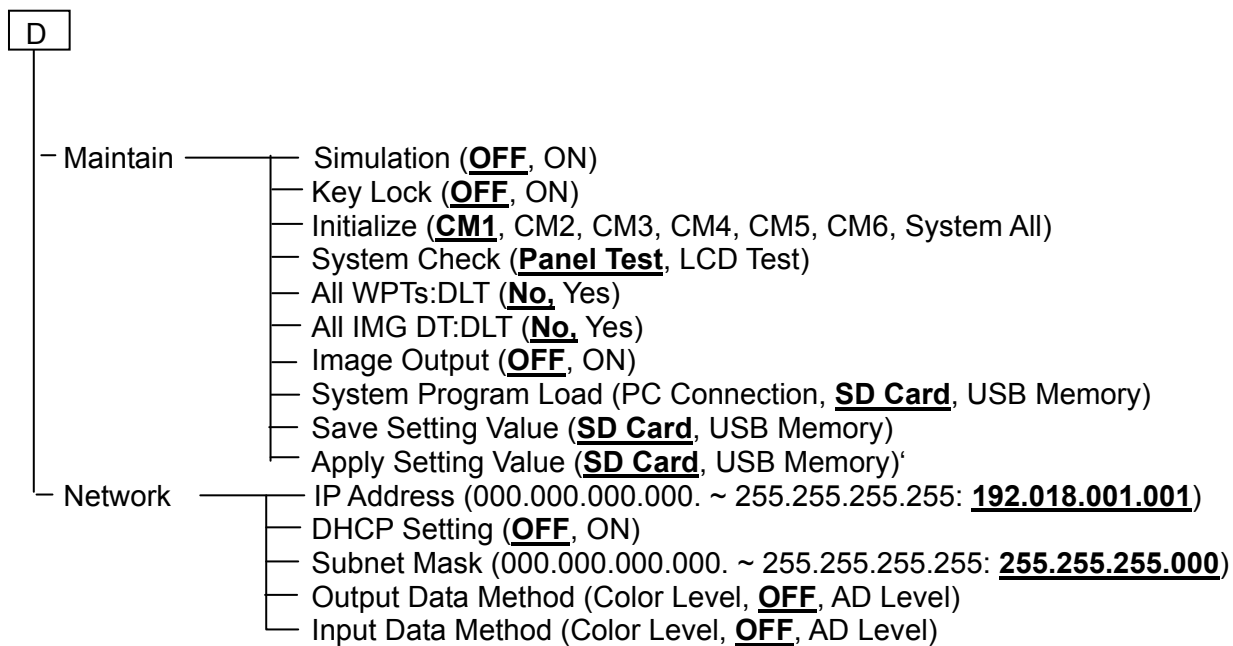 D
Maintain
Simulation (OFF, ON)
Key Lock (OFF, ON)
Initialize (CM1, CM2, CM3, CM4, CM5, CM6, System All)
System Check (Panel Test, LCD Test)
All WPTs:DLT (No, Yes)
All IMG DT:DLT (No, Yes)
Image Output (OFF, ON)
System Program Load (PC Connection, SD Card, USB Memory)
Save Setting Value (SD Card, USB Memory)
Apply Setting Value (SD Card, USB Memory)‘
Network
IP Address (000.000.000.000. ~ 255.255.255.255: 192.018.001.001)
DHCP Setting (OFF, ON)
Subnet Mask (000.000.000.000. ~ 255.255.255.255: 255.255.255.000)
Output Data Method (Color Level, OFF, AD Level)
Input Data Method (Color Level, OFF, AD Level)